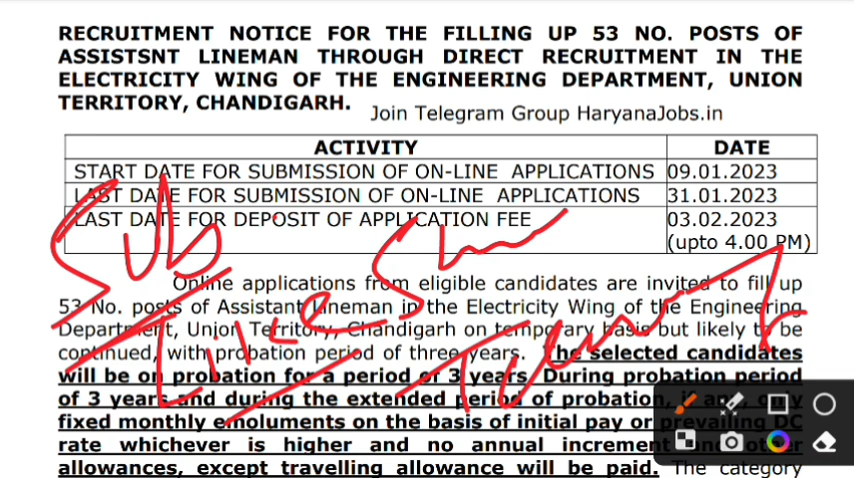 RECRUITMENT NOTICE FOR THE FILLING UP 53 NO. POSTS OF
ASSISTSNT LINEMAN THROUGH DIRECT RECRUITMENT IN THE
ELECTRICITY WING OF THE ENGINEERING DEPARTMENT, UNION
TERRITORY, CHANDIGARH. Join Telegram Group HaryanaJobs.in
ACTIVITY DATE
START DATE FOR SUBMISSION OF ON-LINE APPLICATIONS 09.01.2023
LAST DATE FOR SUBMISSION OF ON-LINE APPLICATIONS 31.01.2023
LAST DATE FOR DEPOSIT OF APPLICATION FEE 03.02.2023
(upto 4.00 PM)
Sub
Like
Online applications from eligible candidates are invited to fill up
53 No. posts of Assistant Lineman in the Electricity Wing of the Engineering
Department, Union Territory, Chandigarh on temporary basis but likely to be
continued, with probation period of three years. The selected candidates
will be on probation for a period of 3 years. During probation period
of 3 years and during the extended period of probation, if any, only
fixed monthly emoluments on the basis of initial pay or prevailing DC
rate whichever is higher and no annual increment and other
allowances, except travelling allowance will be paid. The category